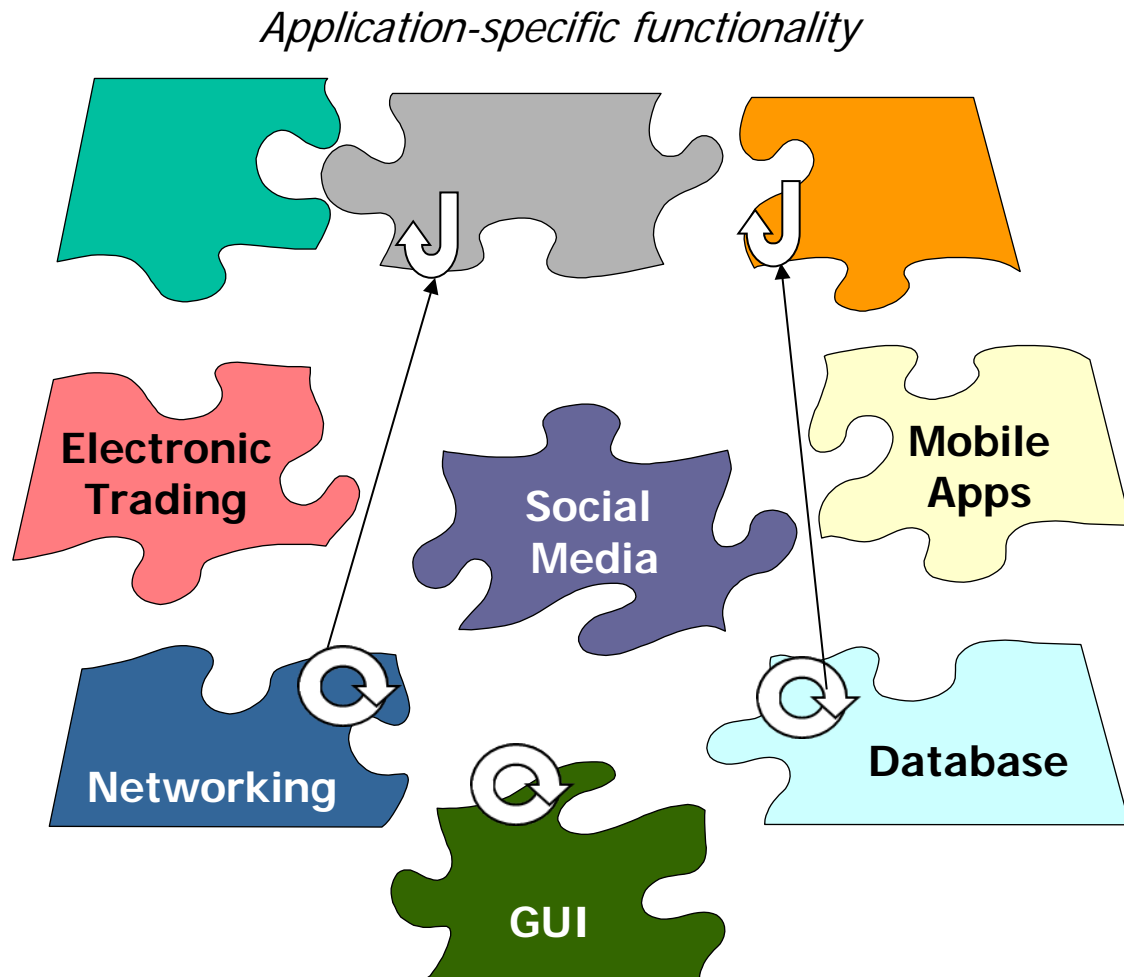 Application-specific functionality
Electronic
Trading
Social
Media
Mobile
Apps
Networking
Database
GUI